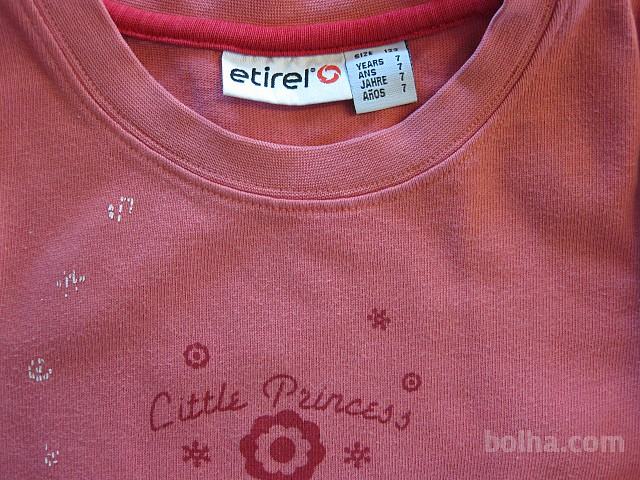 etirel
SIZE 122
YEARS 7
ANS 7
JAHRE 7
AÑOS 7
Little Princess
bolha.com